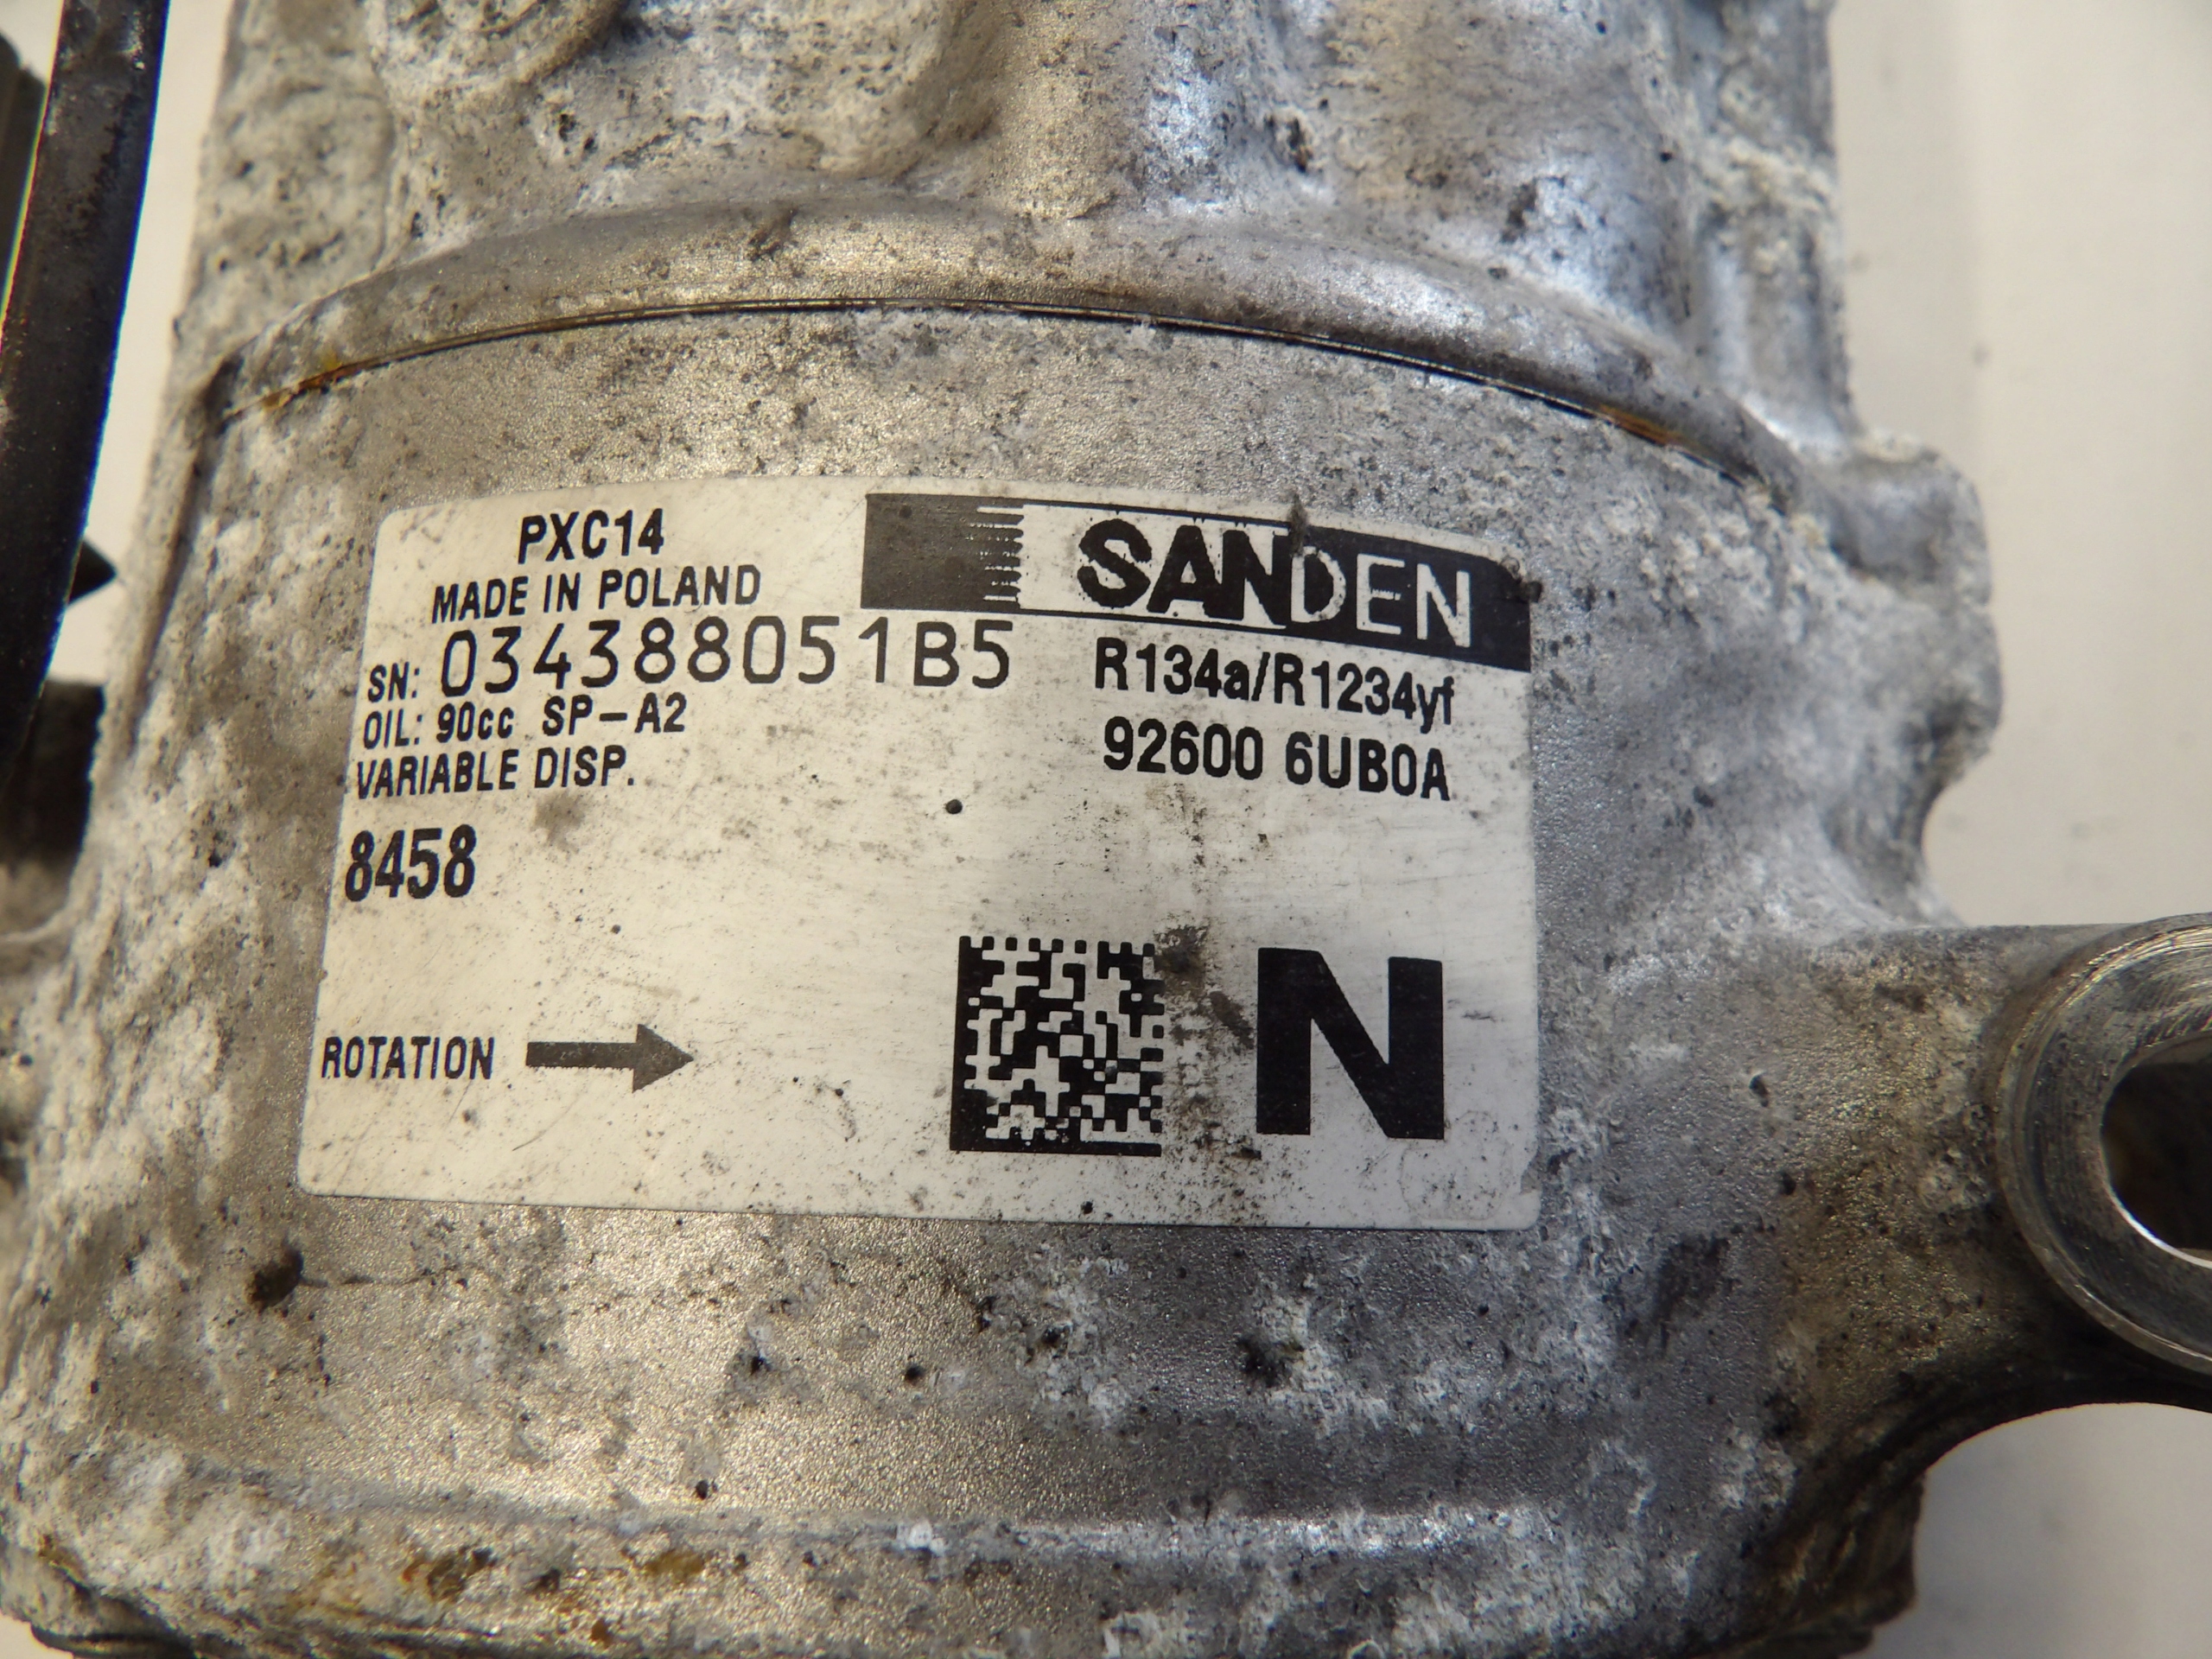 PXC14
MADE IN POLAND
SANDEN
SN: 034388051B5
R134a/R1234yf
OIL: 90cc SP-A2
92600 6UB0A
VARIABLE DISP.
8458
ROTATION
N